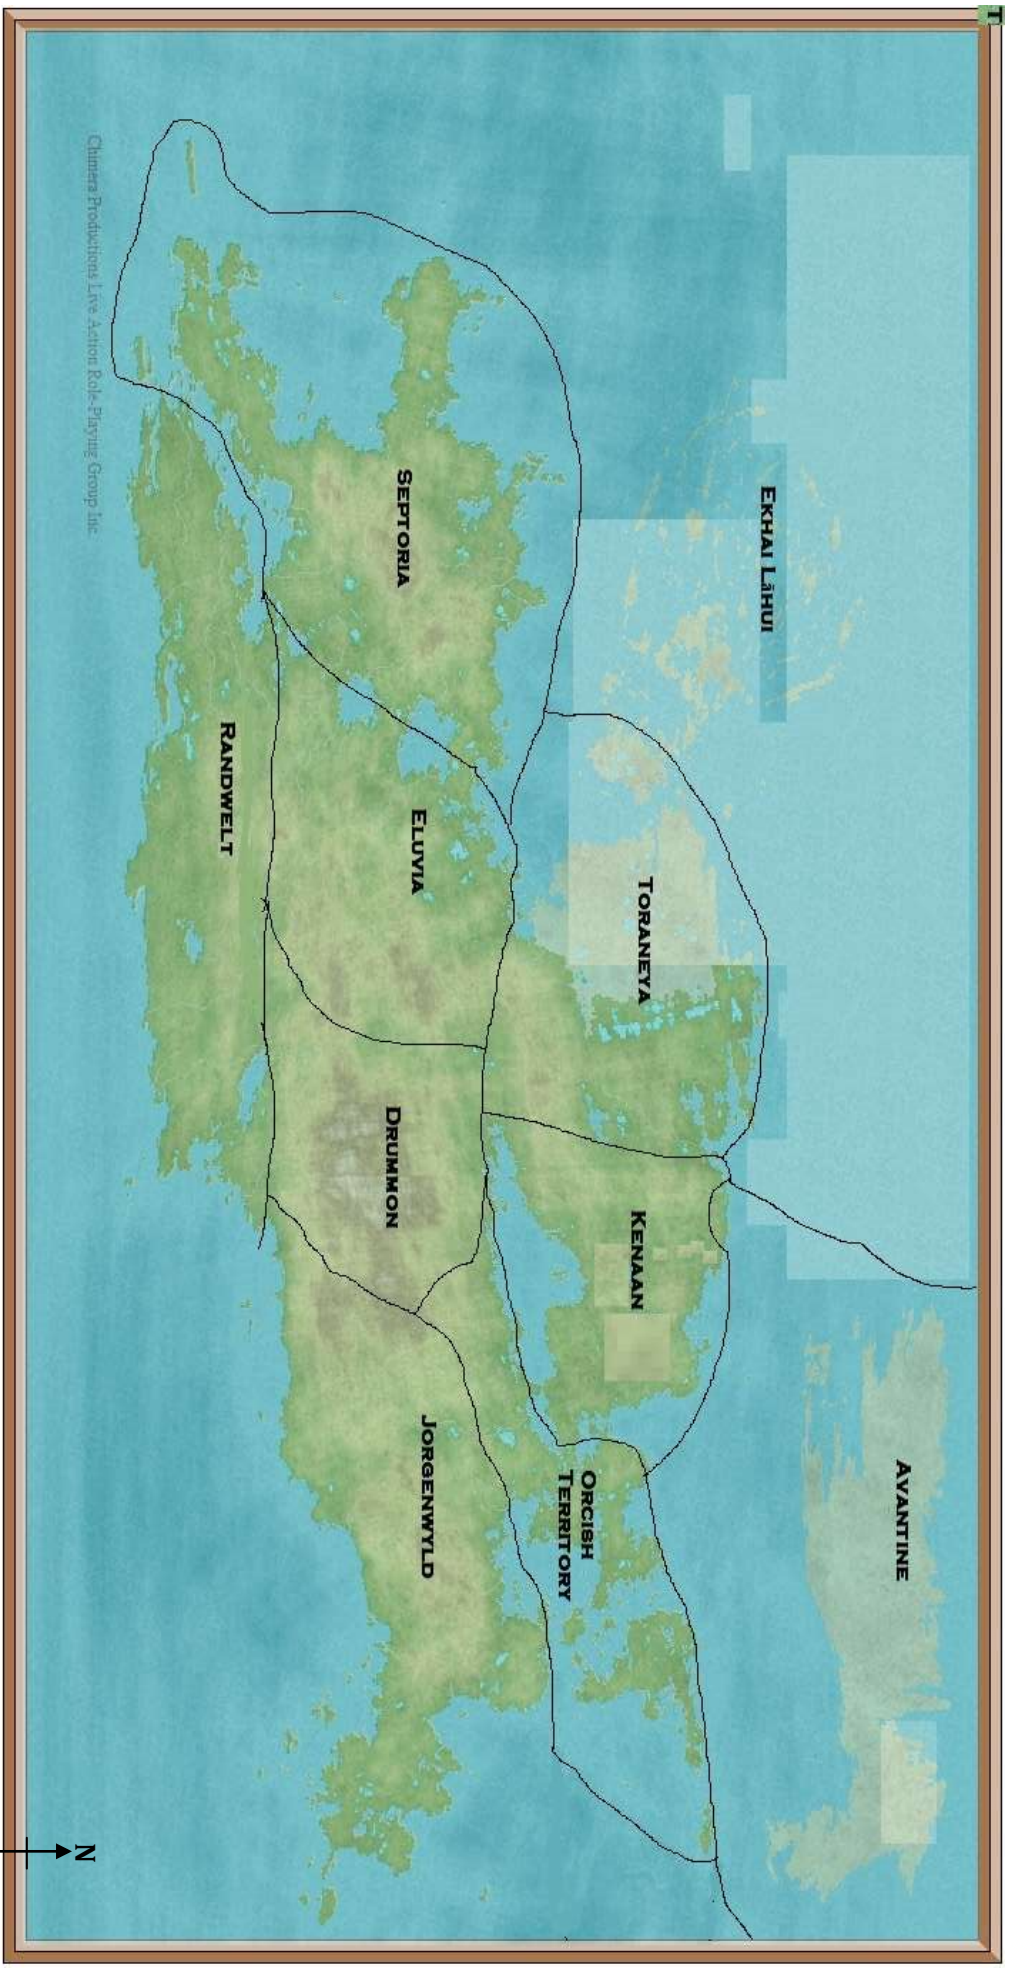 T
AVANTINE
EKHAI LāHUI
TORANEYA
KENAAN
ORCISH
TERRITORY
SEPTORIA
ELUVIA
DRUMMON
JORGENWYLD
RANDWELT
Chimera Productions Live Action Role-Playing Group Inc.
N